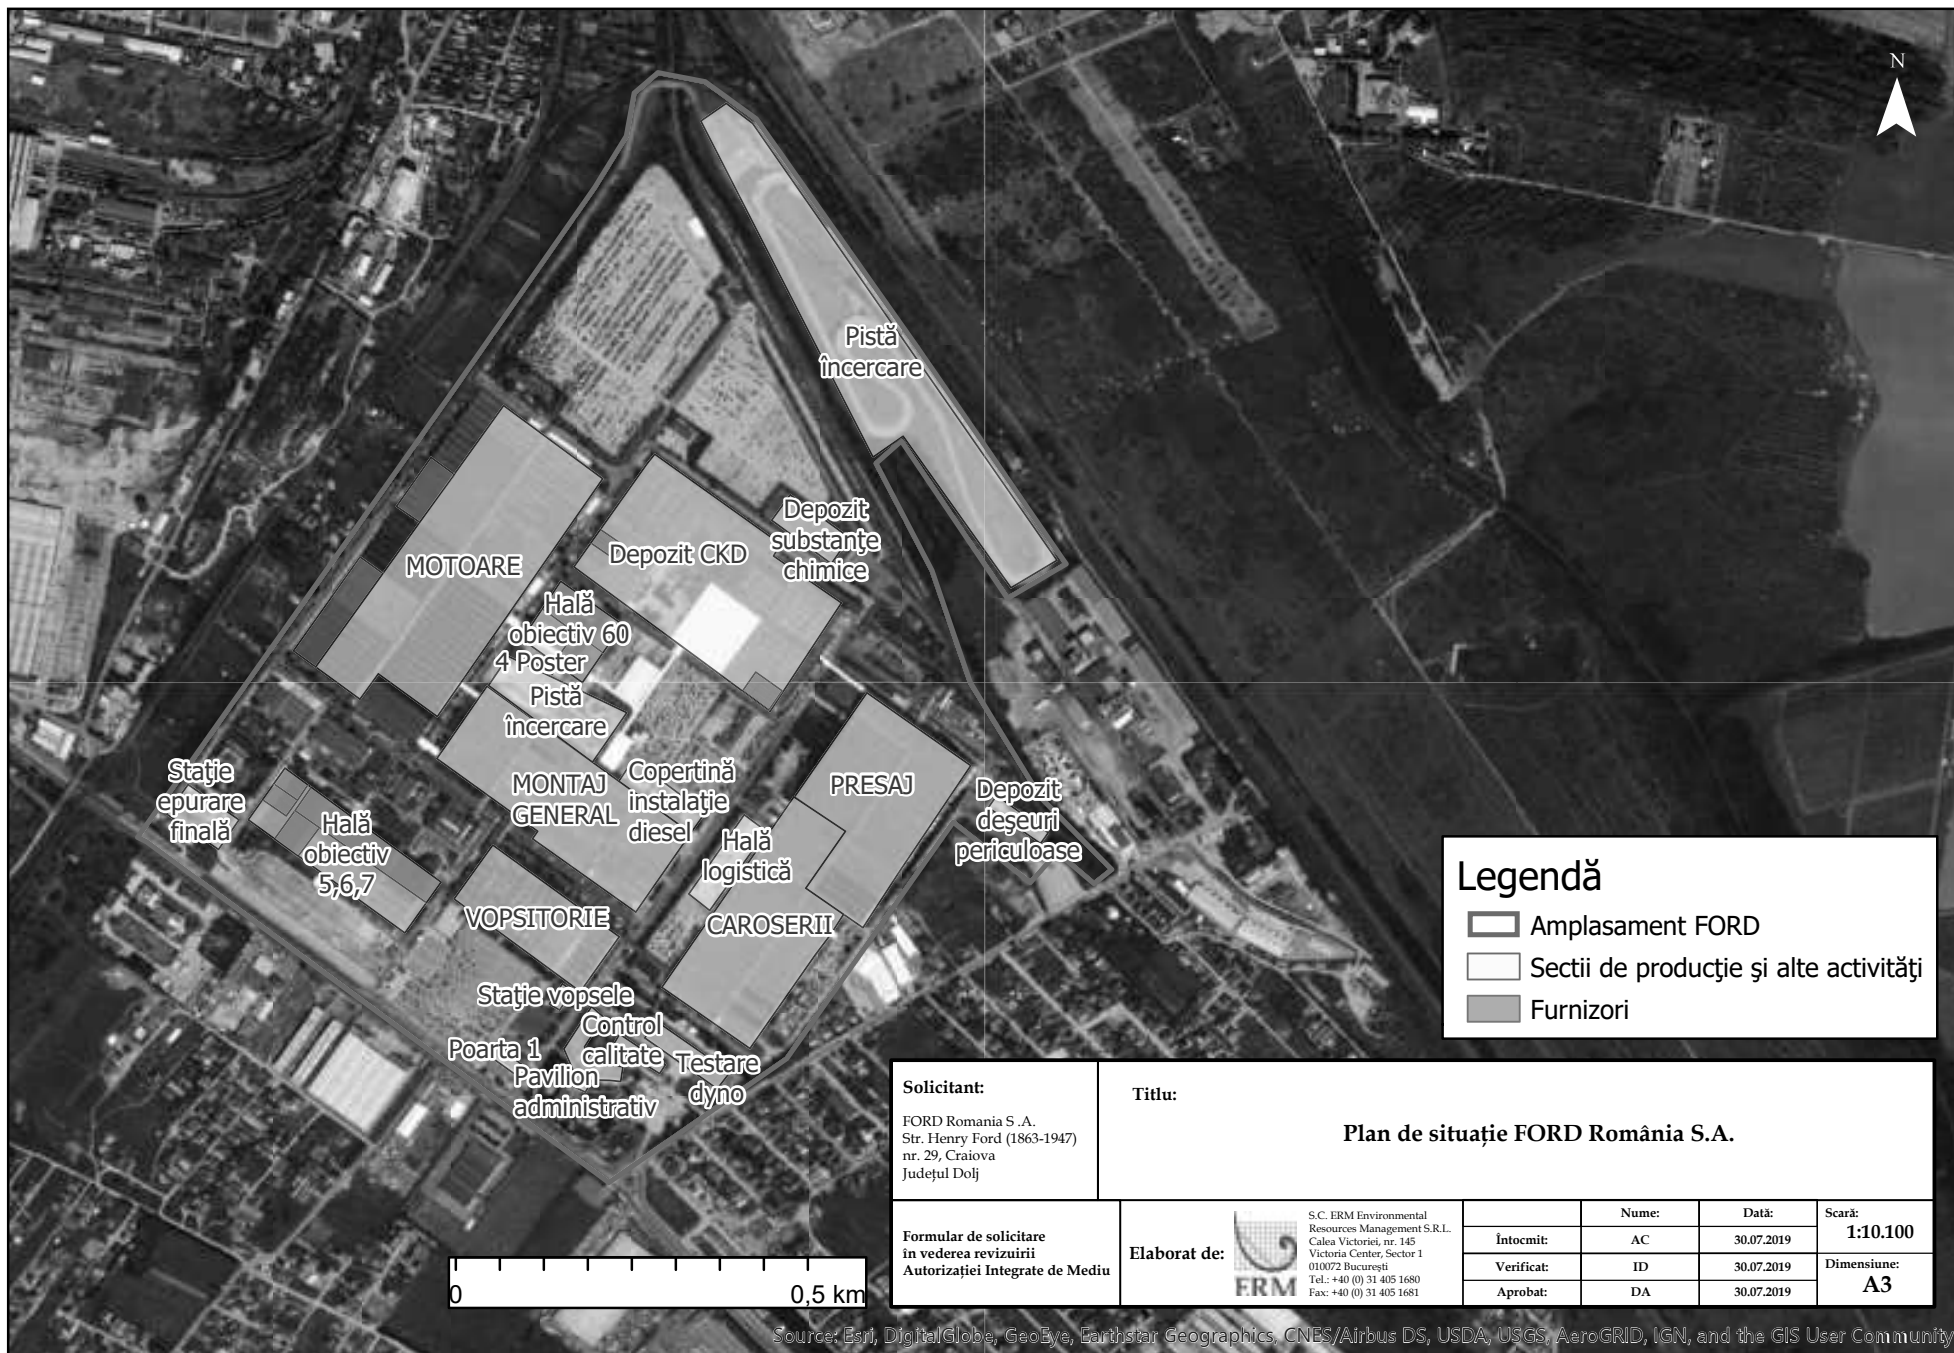 N
Pistă
încercare
Depozit
substanţe
chimice
MOTOARE
Depozit CKD
Hală
obiectiv 60
4 Poster
Pistă
încercare
Staţie
epurare
finală
Hală
obiectiv
5,6,7
MONTAJ
GENERAL
Copertină
instalaţie
diesel
PRESAJ
Depozit
deşeuri
periculoase
Hală
logistică
VOPSITORIE
CAROSERII
Staţie vopsele
Control
calitate
Poarta 1
Pavilion
administrativ
Testare
dyno
Legendă
Amplasament FORD
Sectii de producţie şi alte activităţi
Furnizori
Solicitant:
FORD Romania S .A.
Str. Henry Ford (1863-1947)
nr. 29, Craiova
Județul Dolj
Titlu:
Plan de situație FORD România S.A.
Formular de solicitare
în vederea revizuirii
Autorizației Integrate de Mediu
Elaborat de:
ERM
S.C. ERM Environmental
Resources Management S.R.L.
Calea Victoriei, nr. 145
Victoria Center, Sector 1
010072 București
Tel.: +40 (0) 31 405 1680
Fax: +40 (0) 31 405 1681
Nume: Dată:
Întocmit: AC 30.07.2019
Verificat: ID 30.07.2019
Aprobat: DA 30.07.2019
Scară:
1:10.100
Dimensiune:
A3
0 0,5 km
Source: Esri, DigitalGlobe, GeoEye, Earthstar Geographics, CNES/Airbus DS, USDA, USGS, AeroGRID, IGN, and the GIS User Community